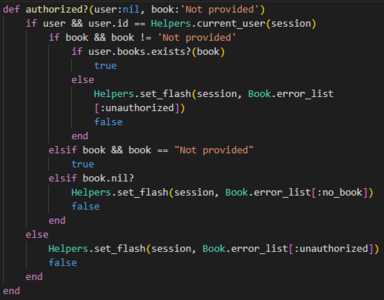 def authorized?(user:nil, book:'Not provided')
    if user && user.id == Helpers.current_user(session)
        if book && book != 'Not provided'
            if user.books.exists?(book)
                true
            else
                Helpers.set_flash(session, Book.error_list
                [:unauthorized])
                false
            end
        elsif book && book == "Not provided"
            true
        elsif book.nil?
            Helpers.set_flash(session, Book.error_list[:no_book])
            false
        end
    else
        Helpers.set_flash(session, Book.error_list[:unauthorized])
        false
    end
end